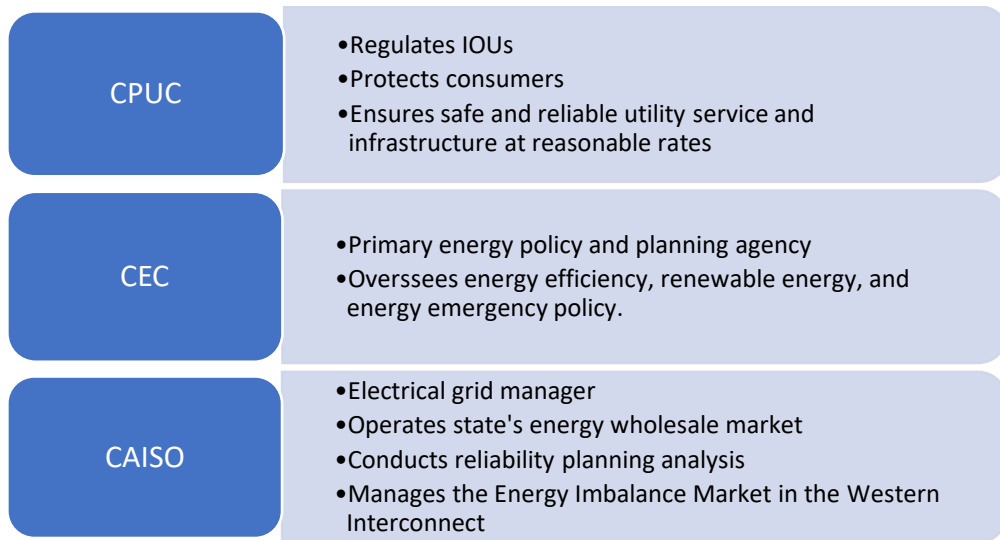 CPUC
•Regulates IOUs
•Protects consumers
•Ensures safe and reliable utility service and
infrastructure at reasonable rates
CEC
•Primary energy policy and planning agency
•Overssees energy efficiency, renewable energy, and
energy emergency policy.
CAISO
•Electrical grid manager
•Operates state's energy wholesale market
•Conducts reliability planning analysis
•Manages the Energy Imbalance Market in the Western
Interconnect